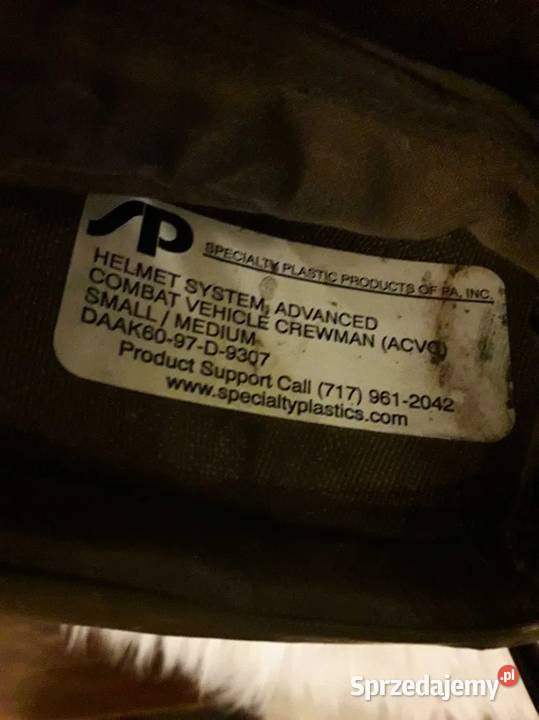 SP
SPECIALTY PLASTIC PRODUCTS OF PA, INC.
HELMET SYSTEM, ADVANCED
COMBAT VEHICLE CREWMAN (ACVC)
SMALL / MEDIUM
DAAK60-97-D-9307
Product Support Call (717) 961-2042
www.specialtyplastics.com
Sprzedajemy.pl